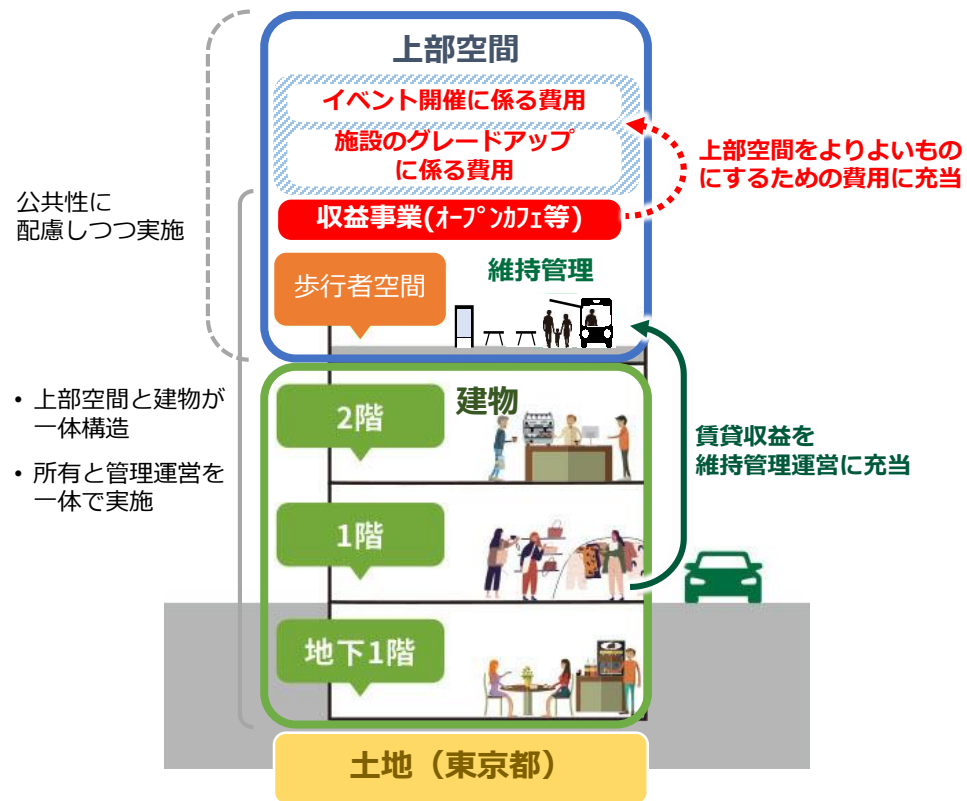 上部空間
イベント開催に係る費用
施設のグレードアップ
に係る費用
上部空間をよりよいもの
にするための費用に充当
収益事業(ｵｰﾌﾟﾝｶﾌｪ等)
公共性に
配慮しつつ実施
維持管理
歩行者空間
• 上部空間と建物が
一体構造
• 所有と管理運営を
一体で実施
建物
2階
賃貸収益を
維持管理運営に充当
1階
地下1階
土地（東京都）